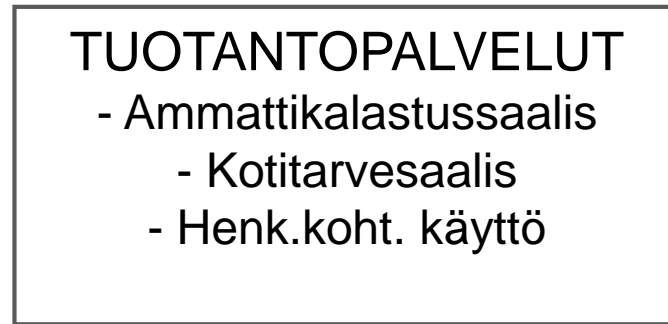 TUOTANTOPALVELUT
- Ammattikalastussaalis
- Kotitarvesaalis
- Henk.koht. käyttö